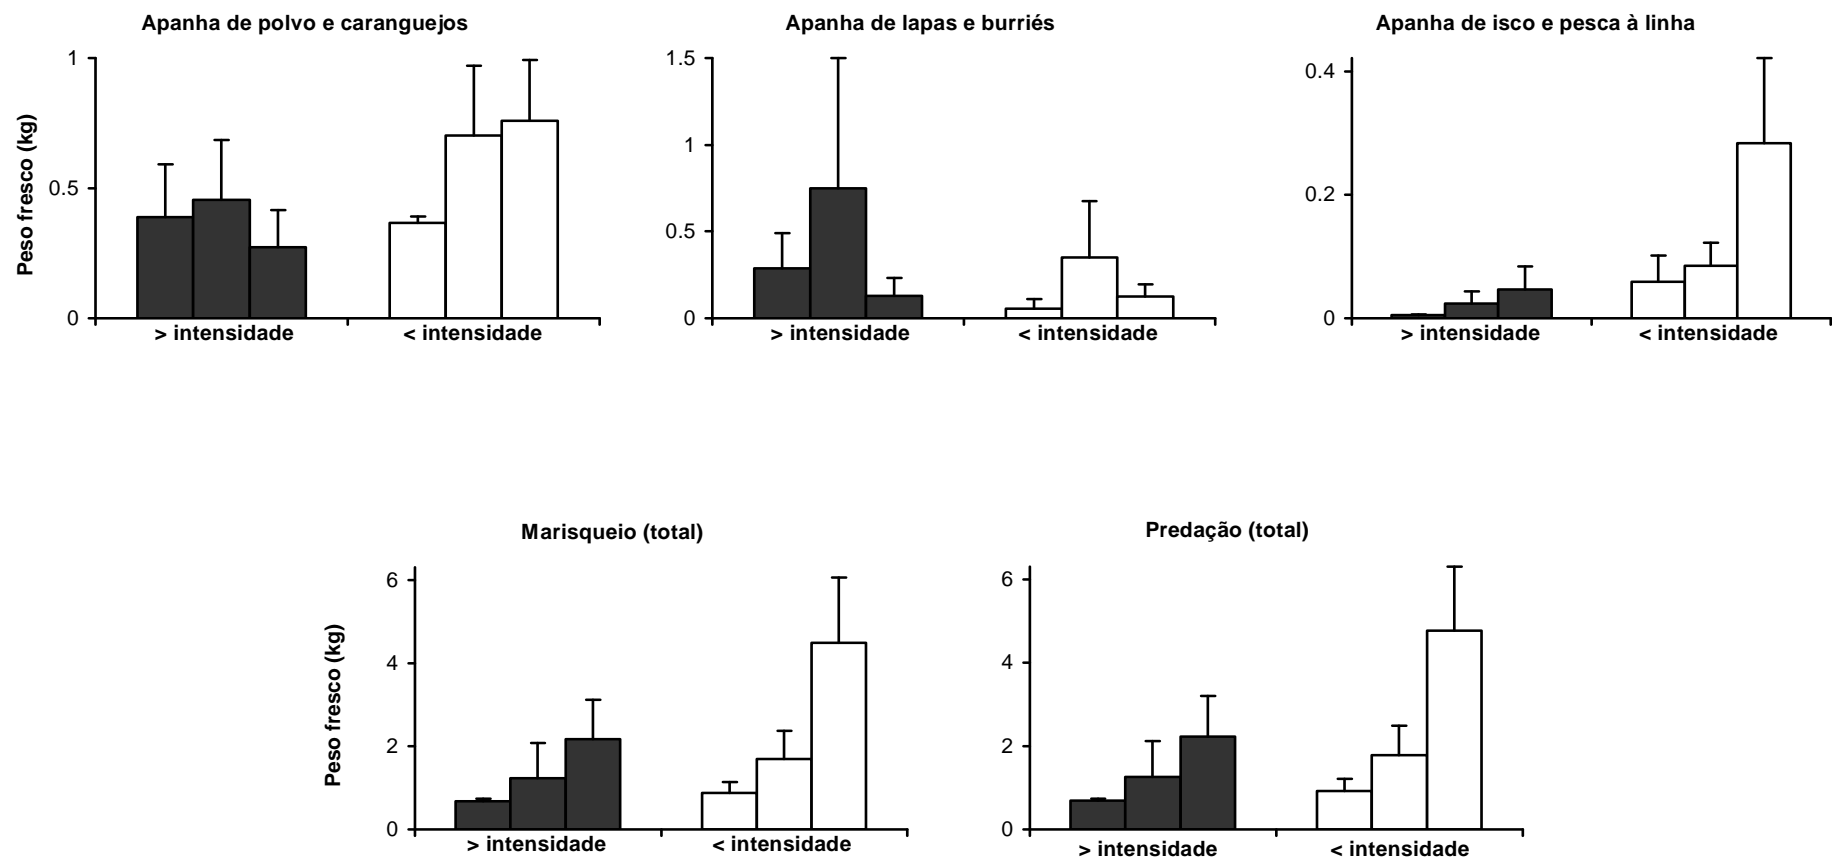 Apanha de polvo e caranguejos
Peso fresco (kg)
1
0.5
0
> intensidade
< intensidade
Apanha de lapas e burriés
1.5
1
0.5
0
> intensidade
< intensidade
Apanha de isco e pesca à linha
0.4
0.2
0
> intensidade
< intensidade
Marisqueio (total)
Peso fresco (kg)
6
4
2
0
> intensidade
< intensidade
Predação (total)
6
4
2
0
> intensidade
< intensidade